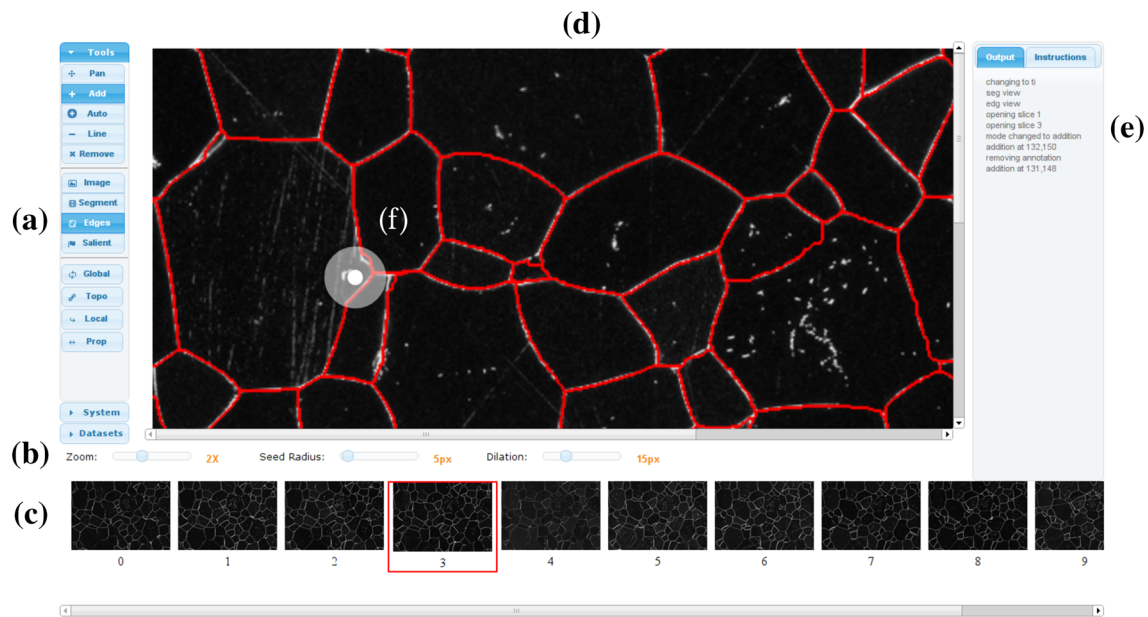 (d)
Tools
Pan
Add
Auto
Line
Remove
Image
Segment
Edges
Salient
Global
Topo
Local
Prop
System
Datasets
(a)
(f)
Output Instructions
changing to ti
seg view
edg view
opening slice 1
opening slice 3
mode changed to addition
addition at 132,150
removing annotation
addition at 131,148
(e)
(b)
Zoom: 2X Seed Radius: 5px Dilation: 15px
(c)
0 1 2 3 4 5 6 7 8 9